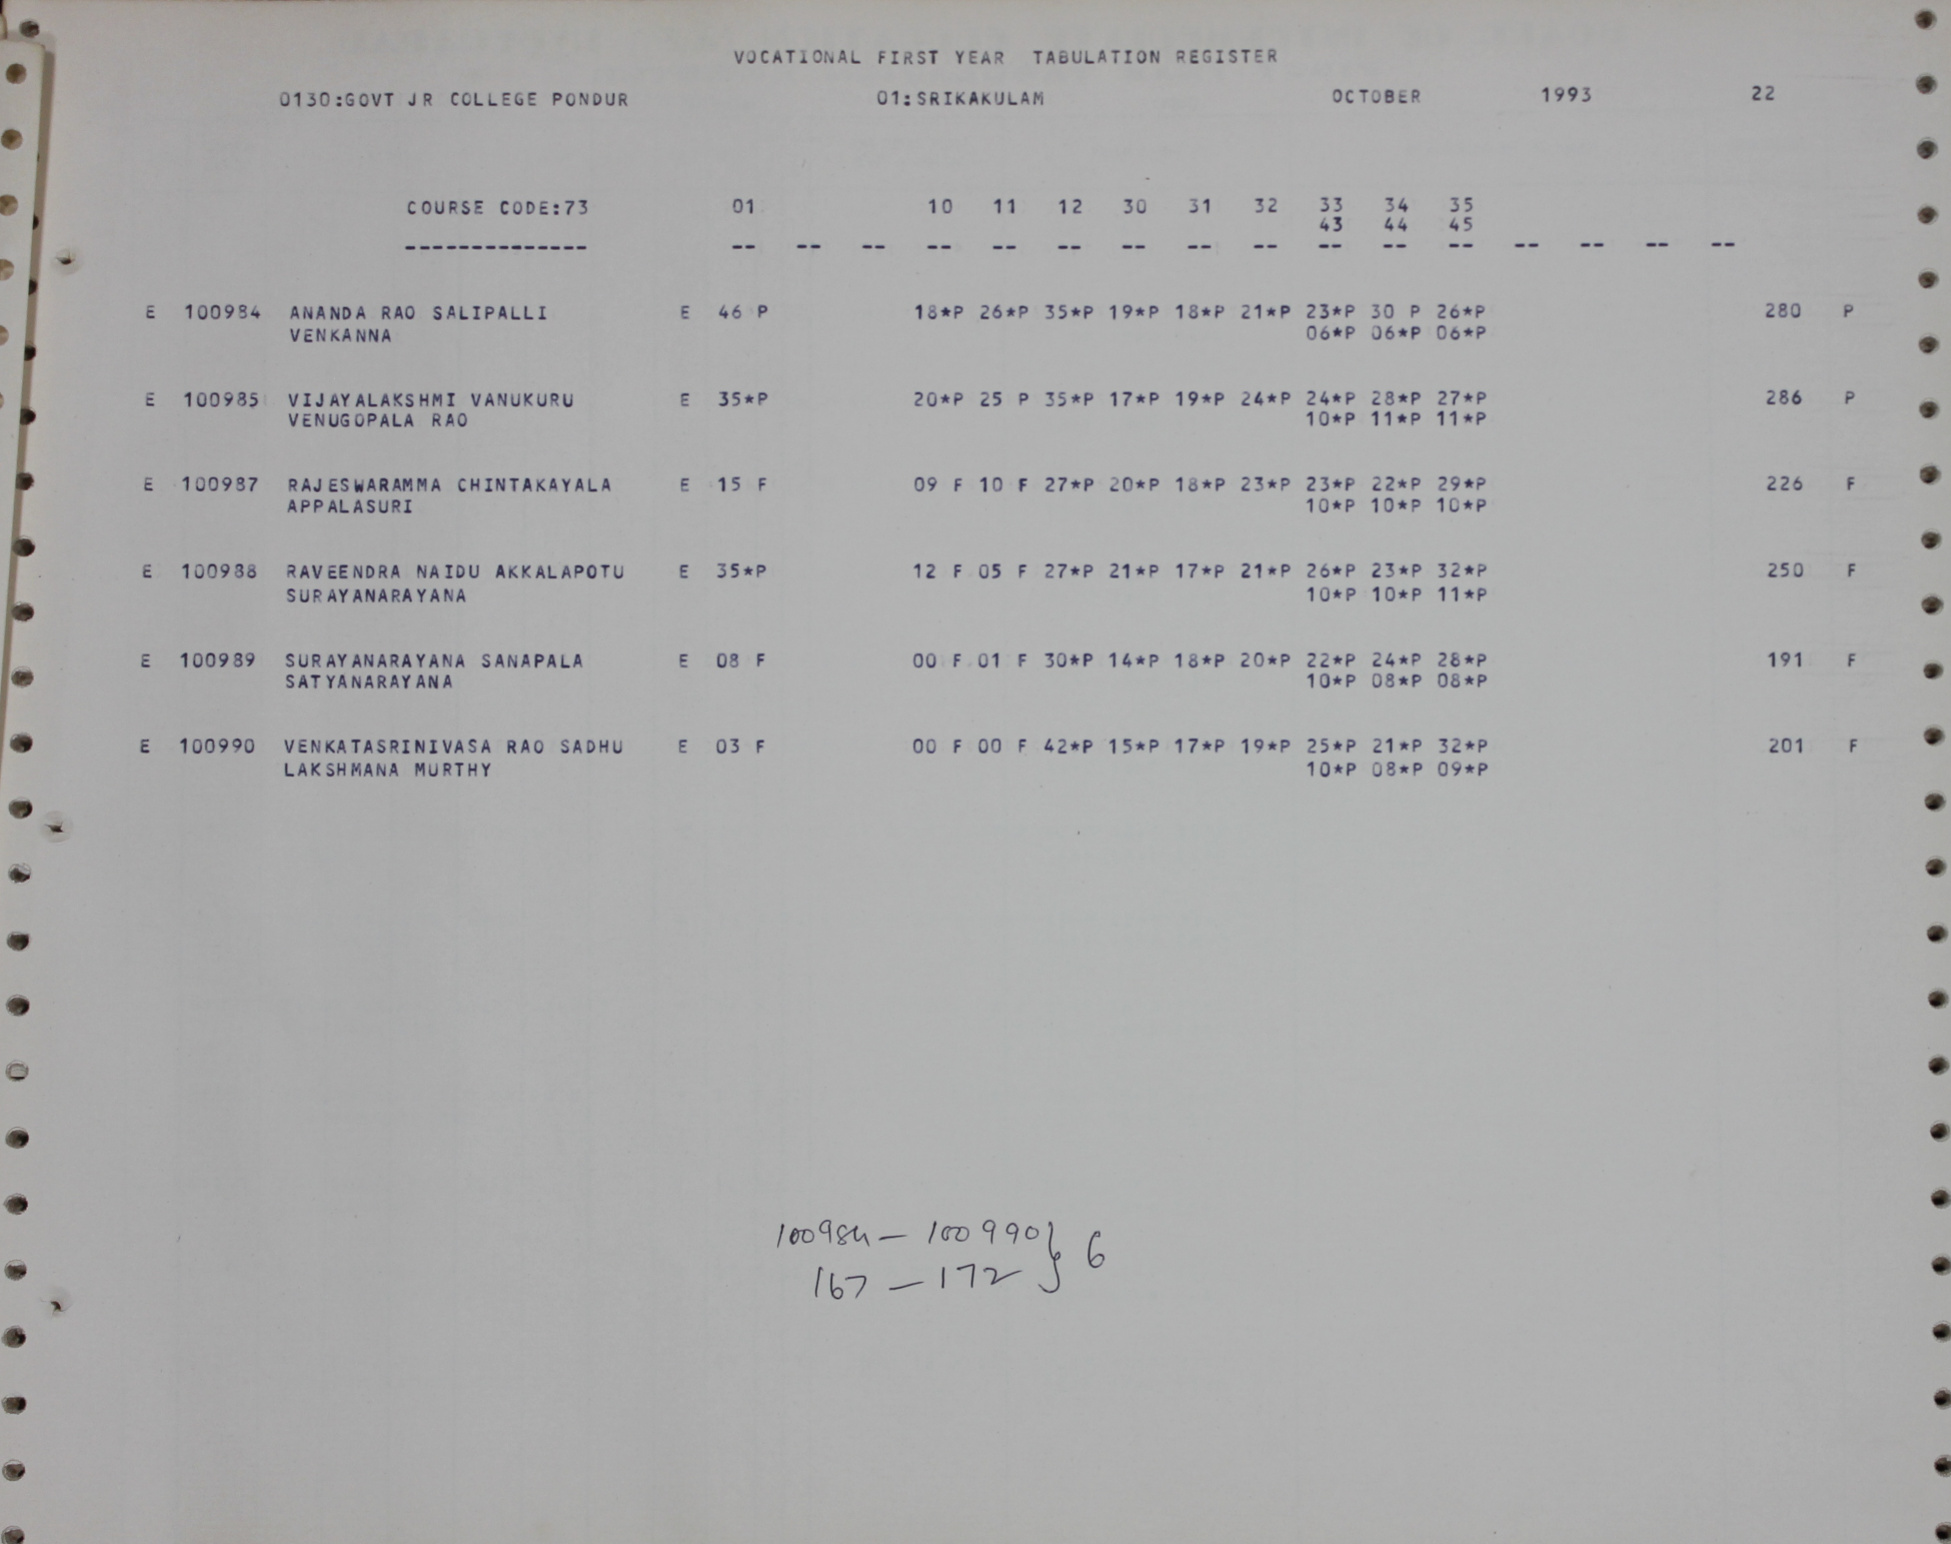 VOCATIONAL FIRST YEAR TABULATION REGISTER
0130:GOVT JR COLLEGE PONDUR 01:SRIKAKULAM OCTOBER 1993 22
COURSE CODE:73 01 10 11 12 30 31 32 33 34 35
43 44 45
-------------- -- -- -- -- -- -- -- -- -- -- -- -- -- -- -- --
E 100984 ANANDA RAO SALIPALLI E 46 P 18*P 26*P 35*P 19*P 18*P 21*P 23*P 30 P 26*P 280 P
VENKANNA 06*P 06*P 06*P
E 100985 VIJAYALAKSHMI VANUKURU E 35*P 20*P 25 P 35*P 17*P 19*P 24*P 24*P 28*P 27*P 286 P
VENUGOPALA RAO 10*P 11*P 11*P
E 100987 RAJESWARAMMA CHINTAKAYALA E 15 F 09 F 10 F 27*P 20*P 18*P 23*P 23*P 22*P 29*P 226 F
APPALASURI 10*P 10*P 10*P
E 100988 RAVEENDRA NAIDU AKKALAPOTU E 35*P 12 F 05 F 27*P 21*P 17*P 21*P 26*P 23*P 32*P 250 F
SURAYANARAYANA 10*P 10*P 11*P
E 100989 SURAYANARAYANA SANAPALA E 08 F 00 F 01 F 30*P 14*P 18*P 20*P 22*P 24*P 28*P 191 F
SATYANARAYANA 10*P 08*P 08*P
E 100990 VENKATASRINIVASA RAO SADHU E 03 F 00 F 00 F 42*P 15*P 17*P 19*P 25*P 21*P 32*P 201 F
LAKSHMANA MURTHY 10*P 08*P 09*P
100984 — 100990 } 6
167 — 172